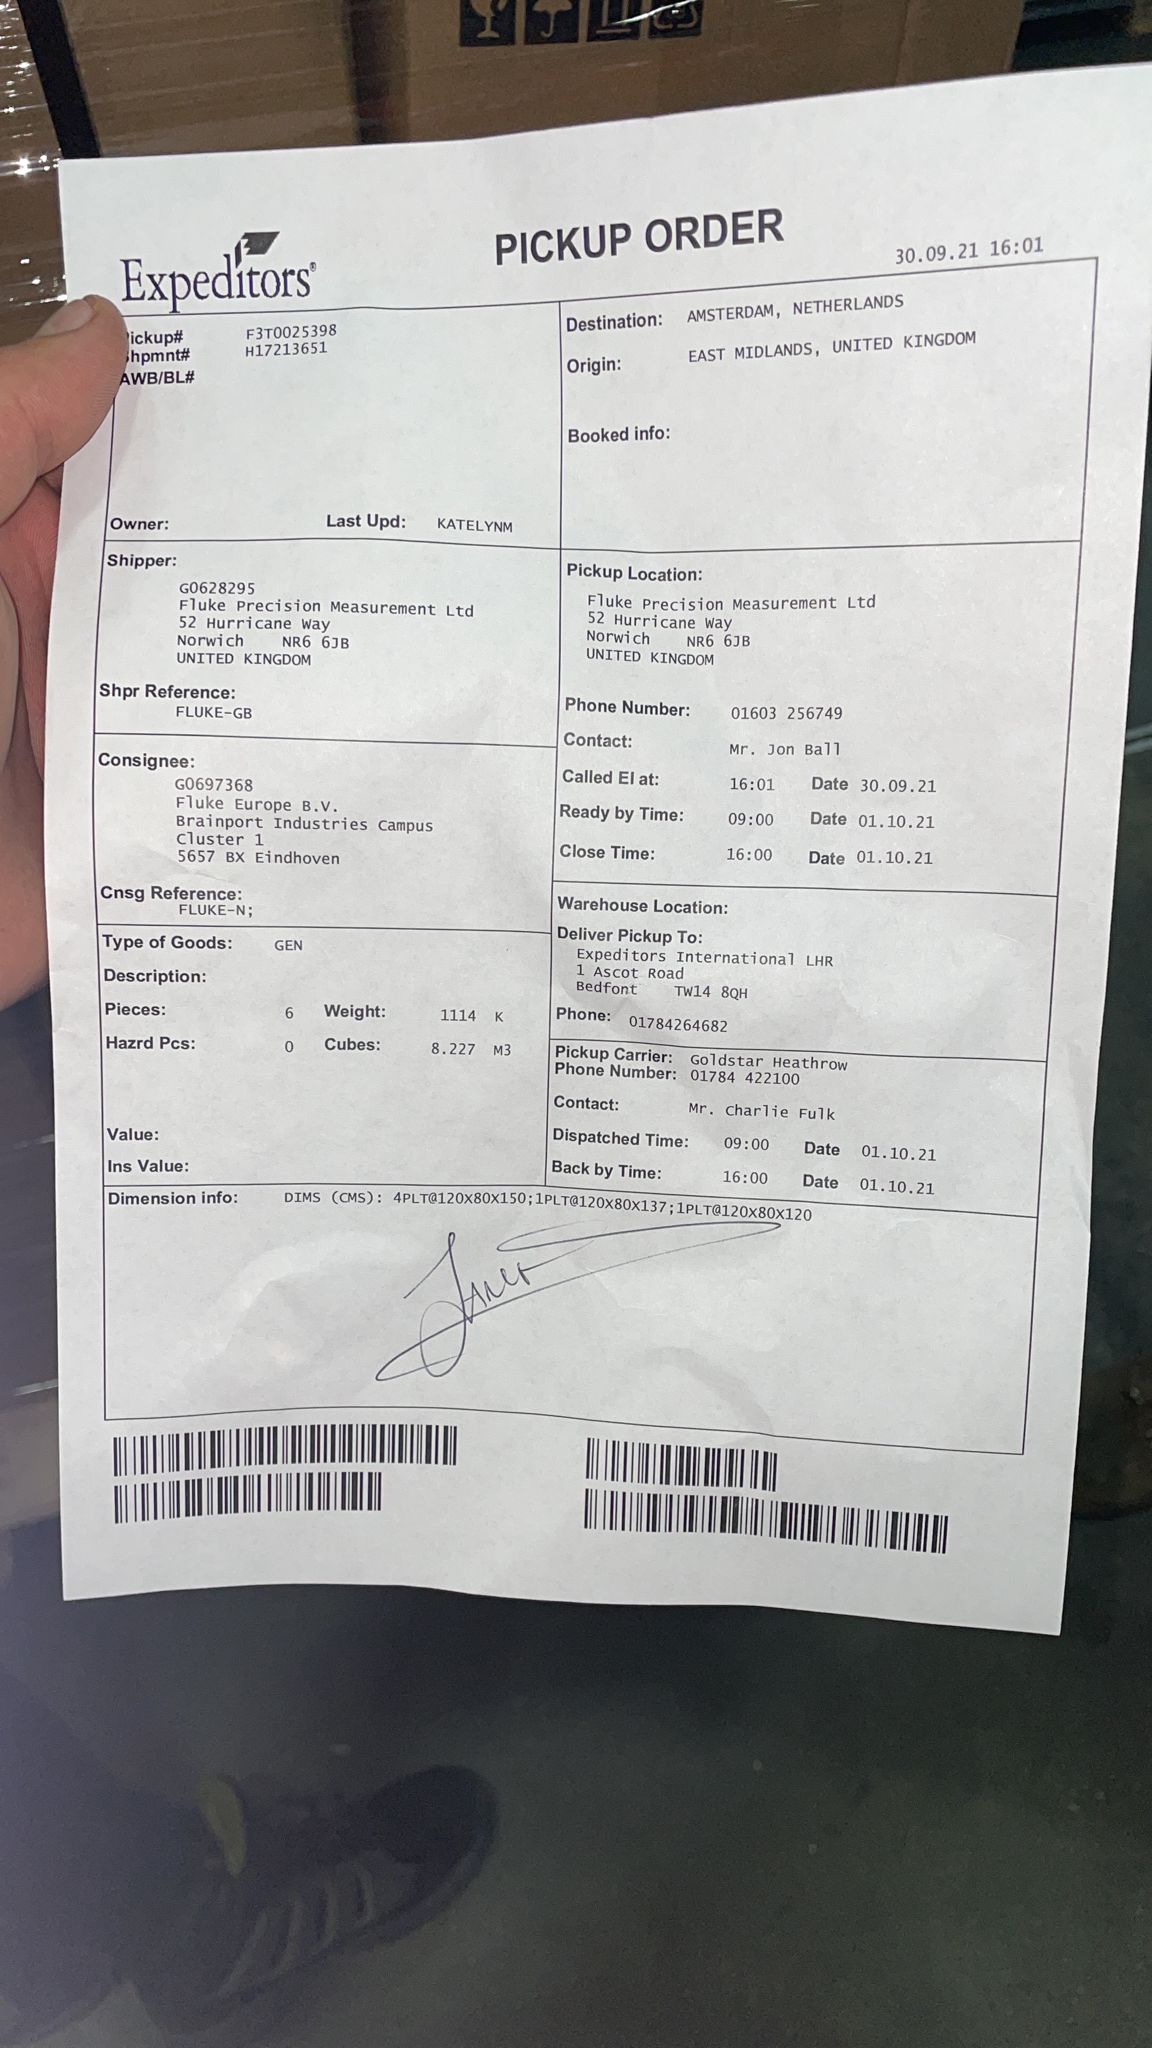 Expeditors®
PICKUP ORDER
30.09.21 16:01
ickup# F3T0025398
hpmnt# H17213651
AWB/BL#
Owner: Last Upd: KATELYNM
Destination: AMSTERDAM, NETHERLANDS
Origin: EAST MIDLANDS, UNITED KINGDOM
Booked info:
Shipper:
G0628295
Fluke Precision Measurement Ltd
52 Hurricane Way
Norwich NR6 6JB
UNITED KINGDOM
Shpr Reference:
FLUKE-GB
Consignee:
G0697368
Fluke Europe B.V.
Brainport Industries Campus
Cluster 1
5657 BX Eindhoven
Cnsg Reference:
FLUKE-N;
Type of Goods: GEN
Description:
Pieces: 6 Weight: 1114 K
Hazrd Pcs: 0 Cubes: 8.227 M3
Value:
Ins Value:
Pickup Location:
Fluke Precision Measurement Ltd
52 Hurricane Way
Norwich NR6 6JB
UNITED KINGDOM
Phone Number: 01603 256749
Contact: Mr. Jon Ball
Called EI at: 16:01 Date 30.09.21
Ready by Time: 09:00 Date 01.10.21
Close Time: 16:00 Date 01.10.21
Warehouse Location:
Deliver Pickup To:
Expeditors International LHR
1 Ascot Road
Bedfont TW14 8QH
Phone: 01784264682
Pickup Carrier: Goldstar Heathrow
Phone Number: 01784 422100
Contact: Mr. Charlie Fulk
Dispatched Time: 09:00 Date 01.10.21
Back by Time: 16:00 Date 01.10.21
Dimension info: DIMS (CMS): 4PLT@120X80X150;1PLT@120X80X137;1PLT@120X80X120